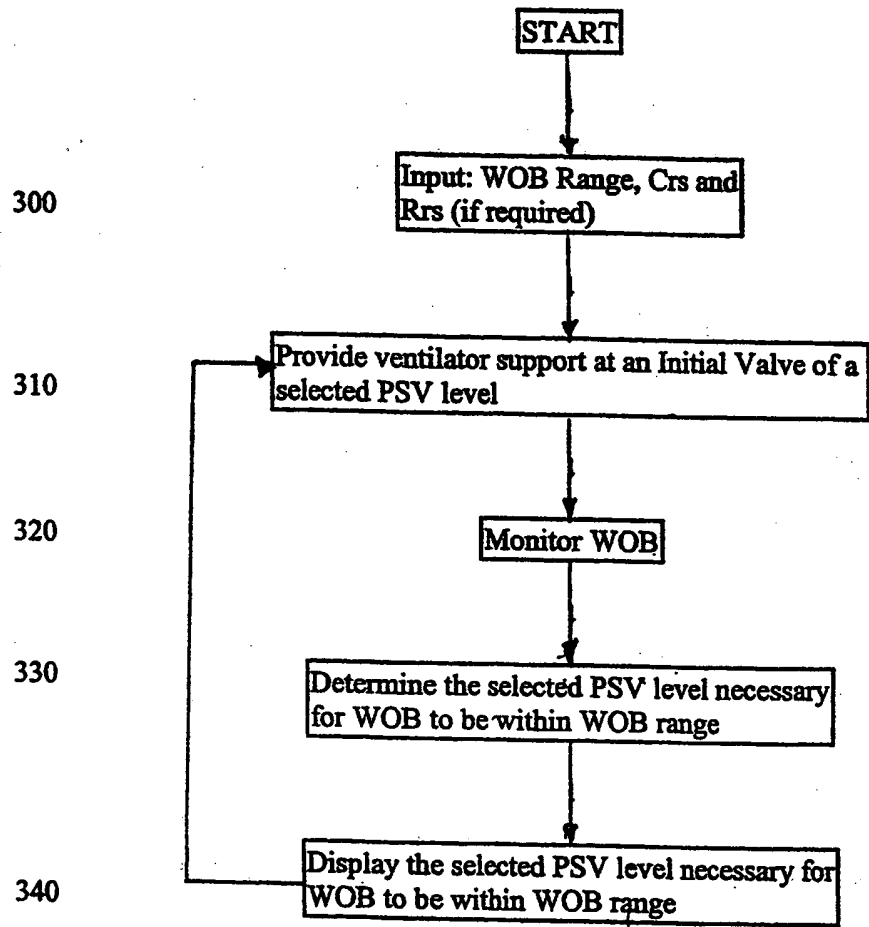 START
300
Input: WOB Range, Crs and
Rrs (if required)
310
Provide ventilator support at an Initial Valve of a
selected PSV level
320
Monitor WOB
330
Determine the selected PSV level necessary
for WOB to be within WOB range
340
Display the selected PSV level necessary for
WOB to be within WOB range